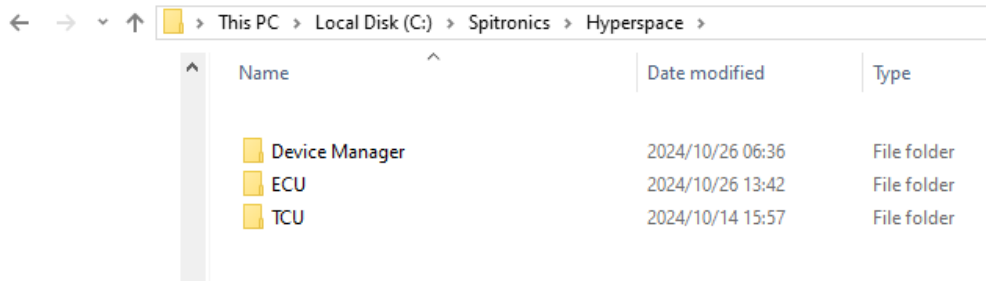 This PC > Local Disk (C:) > Spitronics > Hyperspace >
Name Date modified Type
Device Manager 2024/10/26 06:36 File folder
ECU 2024/10/26 13:42 File folder
TCU 2024/10/14 15:57 File folder